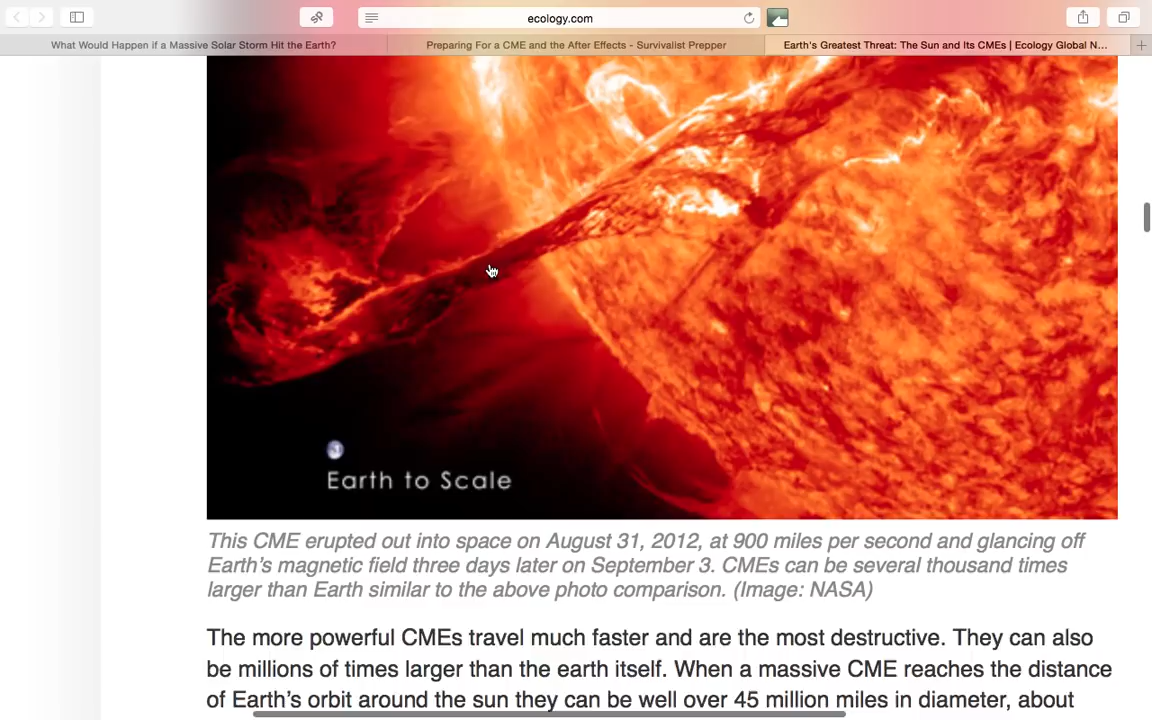 ecology.com
What Would Happen if a Massive Solar Storm Hit the Earth?
Preparing For a CME and the After Effects - Survivalist Prepper
Earth's Greatest Threat: The Sun and Its CMEs | Ecology Global N...
Earth to Scale
This CME erupted out into space on August 31, 2012, at 900 miles per second and glancing off
Earth's magnetic field three days later on September 3. CMEs can be several thousand times
larger than Earth similar to the above photo comparison. (Image: NASA)
The more powerful CMEs travel much faster and are the most destructive. They can also
be millions of times larger than the earth itself. When a massive CME reaches the distance
of Earth's orbit around the sun they can be well over 45 million miles in diameter, about